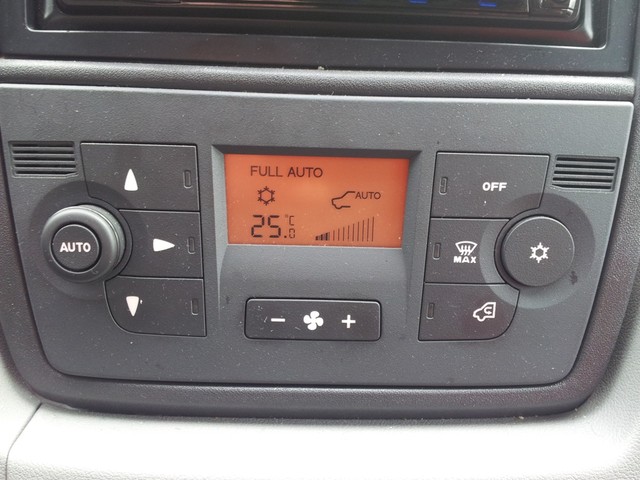 FULL AUTO
AUTO
25.0 °C
OFF
AUTO
MAX
− +
C